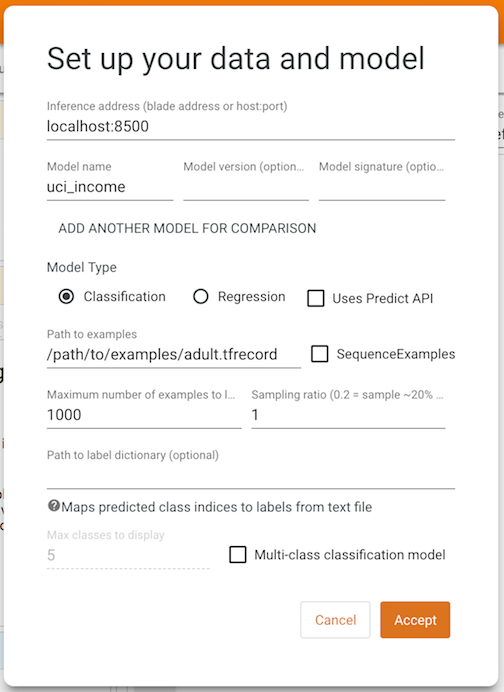 Set up your data and model
Inference address (blade address or host:port)
localhost:8500
Model name Model version (option... Model signature (optio...
uci_income
ADD ANOTHER MODEL FOR COMPARISON
Model Type
Classification Regression Uses Predict API
Path to examples
/path/to/examples/adult.tfrecord SequenceExamples
Maximum number of examples to l... Sampling ratio (0.2 = sample ~20% ...
1000 1
Path to label dictionary (optional)
Maps predicted class indices to labels from text file
Max classes to display
5 Multi-class classification model
Cancel Accept